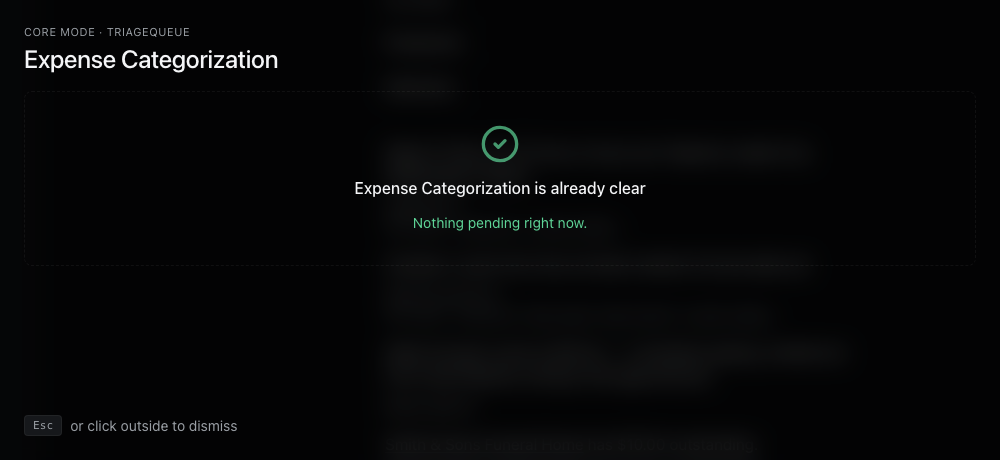 CORE MODE · TRIAGEQUEUE
Expense Categorization
Expense Categorization is already clear
Nothing pending right now.
Esc or click outside to dismiss